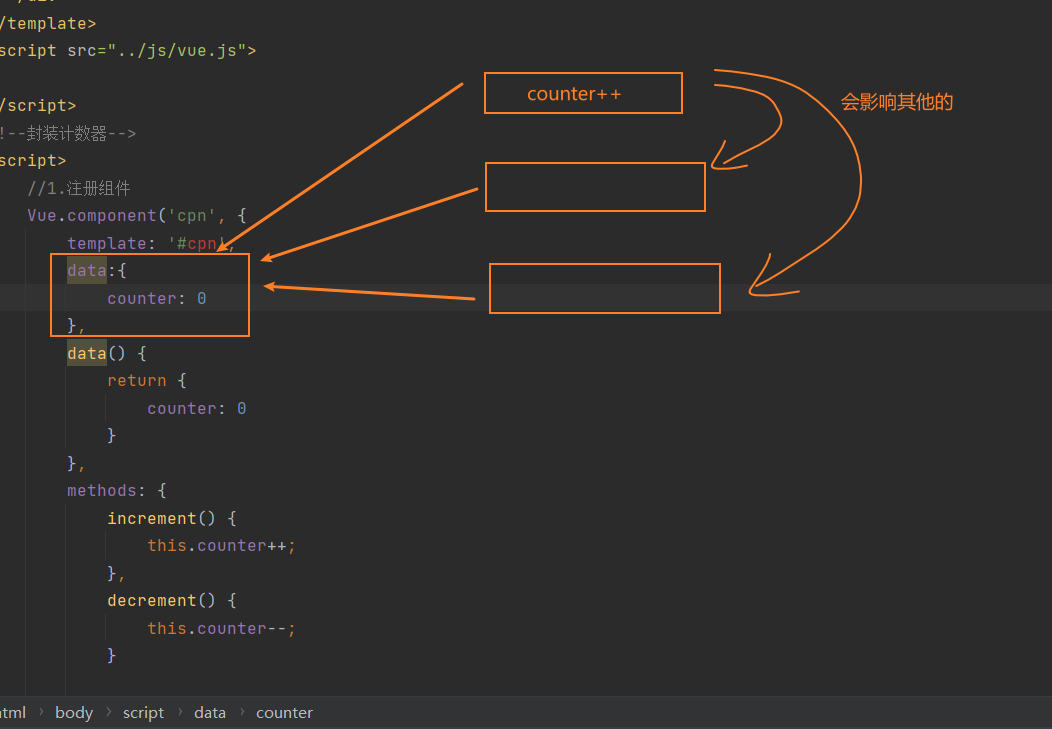 /template>
script src="../js/vue.js">
counter++
会影响其他的
/script>
!--封装计数器-->
script>
//1.注册组件
Vue.component('cpn', {
template: '#cpn',
data:{
counter: 0
},
data() {
return {
counter: 0
}
},
methods: {
increment() {
this.counter++;
},
decrement() {
this.counter--;
}
html › body › script › data › counter